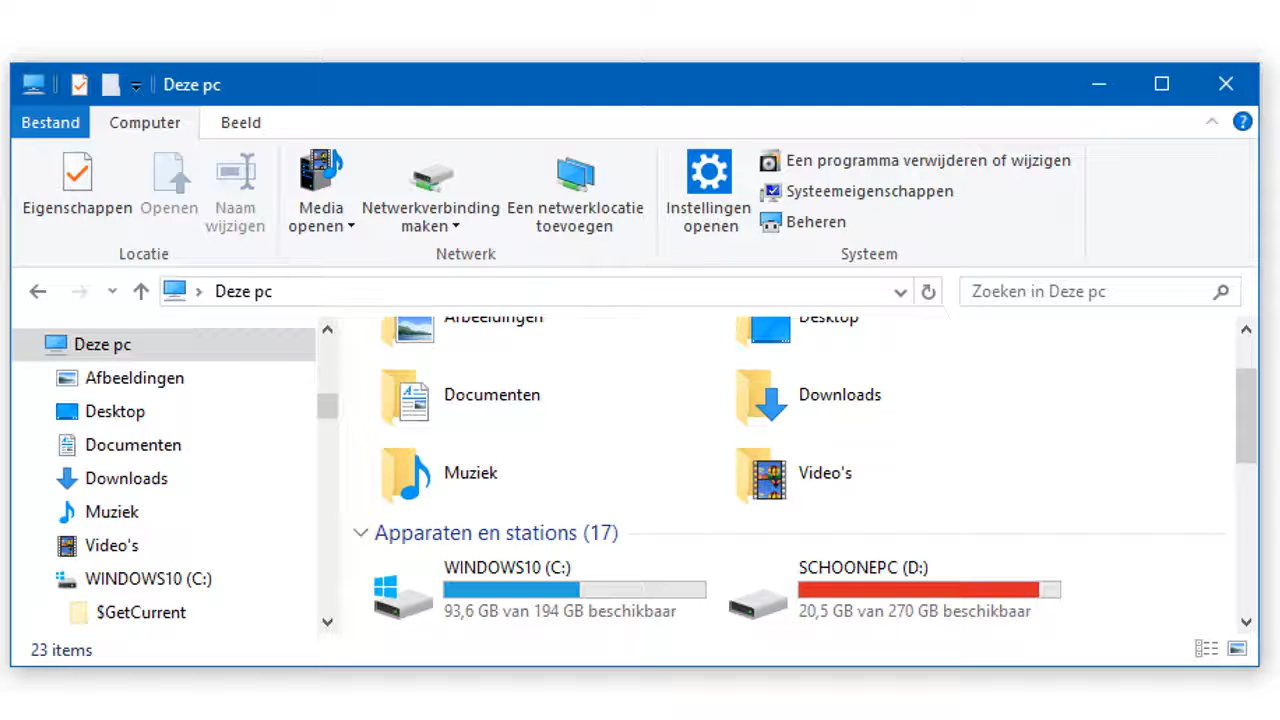 Deze pc
Bestand
Computer
Beeld
Eigenschappen
Openen
Naam
wijzigen
Locatie
Media
openen
Netwerkverbinding
maken
Een netwerklocatie
toevoegen
Netwerk
Instellingen
openen
Een programma verwijderen of wijzigen
Systeemeigenschappen
Beheren
Systeem
Deze pc
Zoeken in Deze pc
Deze pc
Afbeeldingen
Desktop
Documenten
Downloads
Muziek
Video's
WINDOWS10 (C:)
$GetCurrent
Afbeeldingen
Desktop
Documenten
Downloads
Muziek
Video's
Apparaten en stations (17)
WINDOWS10 (C:)
93,6 GB van 194 GB beschikbaar
SCHOONEPC (D:)
20,5 GB van 270 GB beschikbaar
23 items